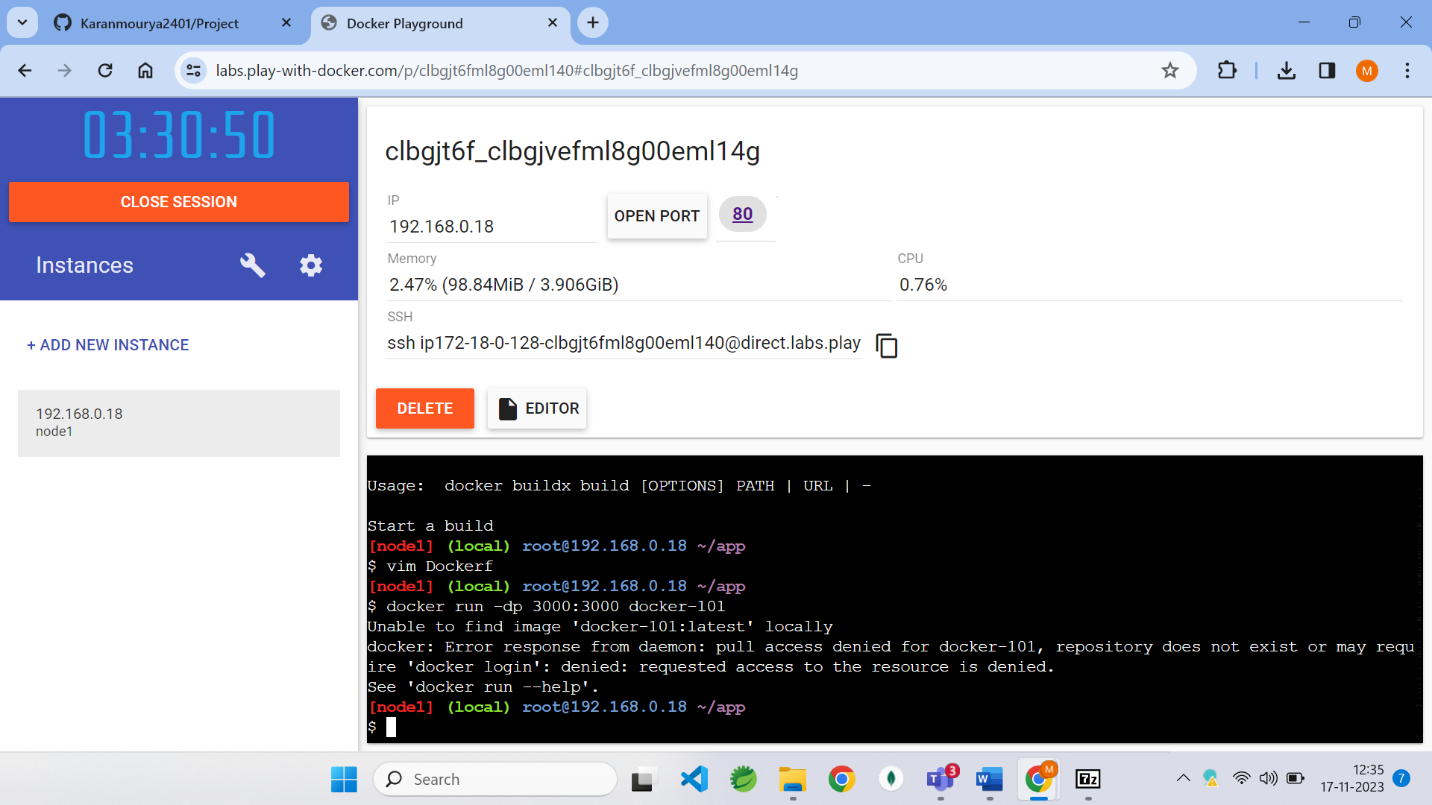 Karanmourya2401/Project
Docker Playground
labs.play-with-docker.com/p/clbgjt6fml8g00eml140#clbgjt6f_clbgjvefml8g00eml14g
M
03:30:50
CLOSE SESSION
Instances
+ ADD NEW INSTANCE
192.168.0.18
node1
clbgjt6f_clbgjvefml8g00eml14g
IP
192.168.0.18
OPEN PORT
80
Memory
2.47% (98.84MiB / 3.906GiB)
CPU
0.76%
SSH
ssh ip172-18-0-128-clbgjt6fml8g00eml140@direct.labs.play
DELETE
EDITOR
Usage:  docker buildx build [OPTIONS] PATH | URL | -
Start a build
[node1] (local) root@192.168.0.18 ~/app
$ vim Dockerf
[node1] (local) root@192.168.0.18 ~/app
$ docker run -dp 3000:3000 docker-101
Unable to find image 'docker-101:latest' locally
docker: Error response from daemon: pull access denied for docker-101, repository does not exist or may requ
ire 'docker login': denied: requested access to the resource is denied.
See 'docker run --help'.
[node1] (local) root@192.168.0.18 ~/app
$
Search
3
W
M
7z
12:35
17-11-2023
7